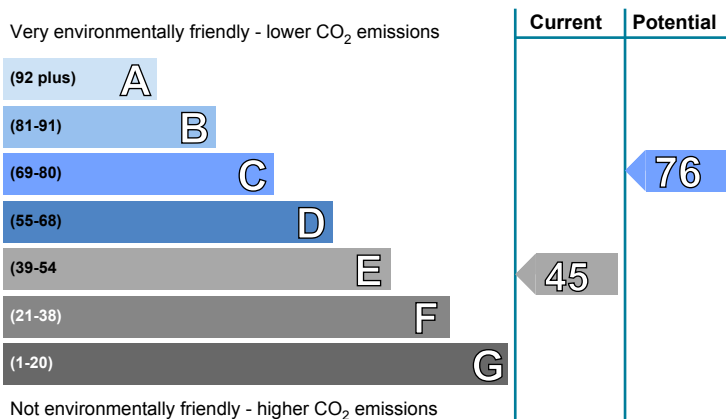 Very environmentally friendly - lower CO₂ emissions
Current
Potential
(92 plus) A
(81-91) B
(69-80) C
76
(55-68) D
(39-54 E
45
(21-38) F
(1-20) G
Not environmentally friendly - higher CO₂ emissions